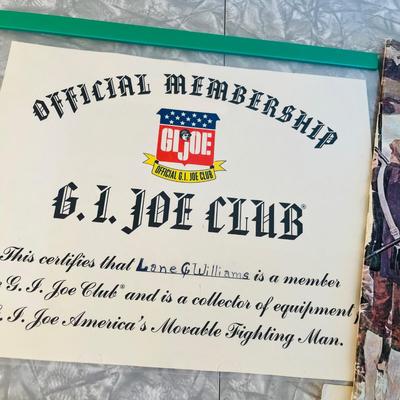 OFFICIAL MEMBERSHIP
GI JOE
OFFICIAL G.I. JOE CLUB
G.I. JOE CLUB®
This certifies that Lane G Williams is a member
G. I. Joe Club® and is a collector of equipment
I. Joe America's Movable Fighting Man.